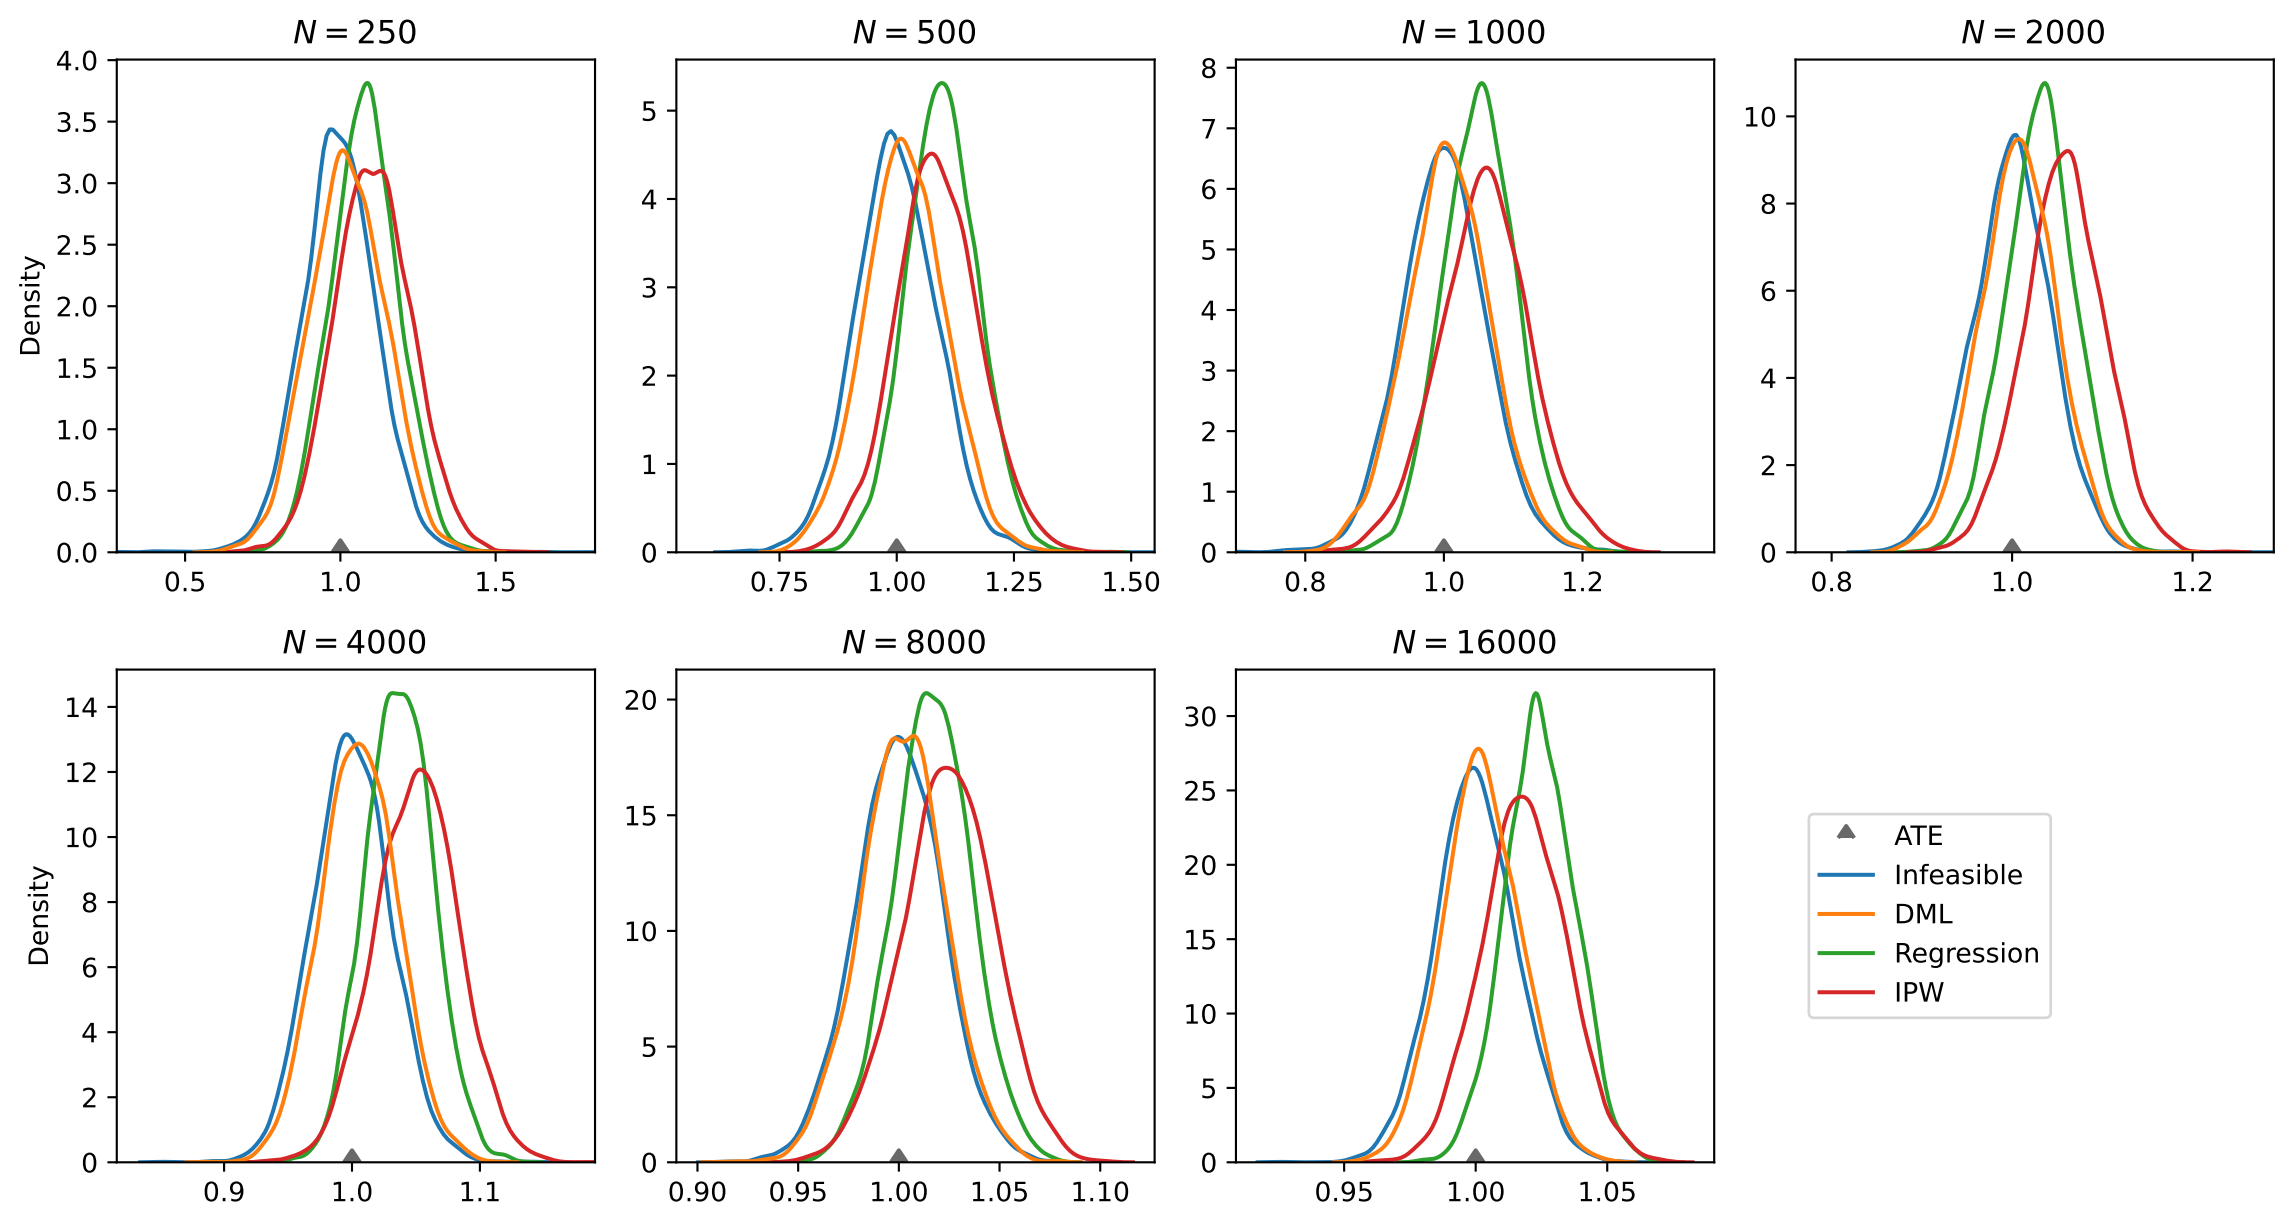 N = 250
N = 500
N = 1000
N = 2000
Density
4.0
3.5
3.0
2.5
2.0
1.5
1.0
0.5
0.0
0.5 1.0 1.5
5
4
3
2
1
0
0.75 1.00 1.25 1.50
8
7
6
5
4
3
2
1
0
0.8 1.0 1.2
10
8
6
4
2
0
0.8 1.0 1.2
N = 4000
N = 8000
N = 16000
Density
14
12
10
8
6
4
2
0
0.9 1.0 1.1
20
15
10
5
0
0.90 0.95 1.00 1.05 1.10
30
25
20
15
10
5
0
0.95 1.00 1.05
ATE
Infeasible
DML
Regression
IPW